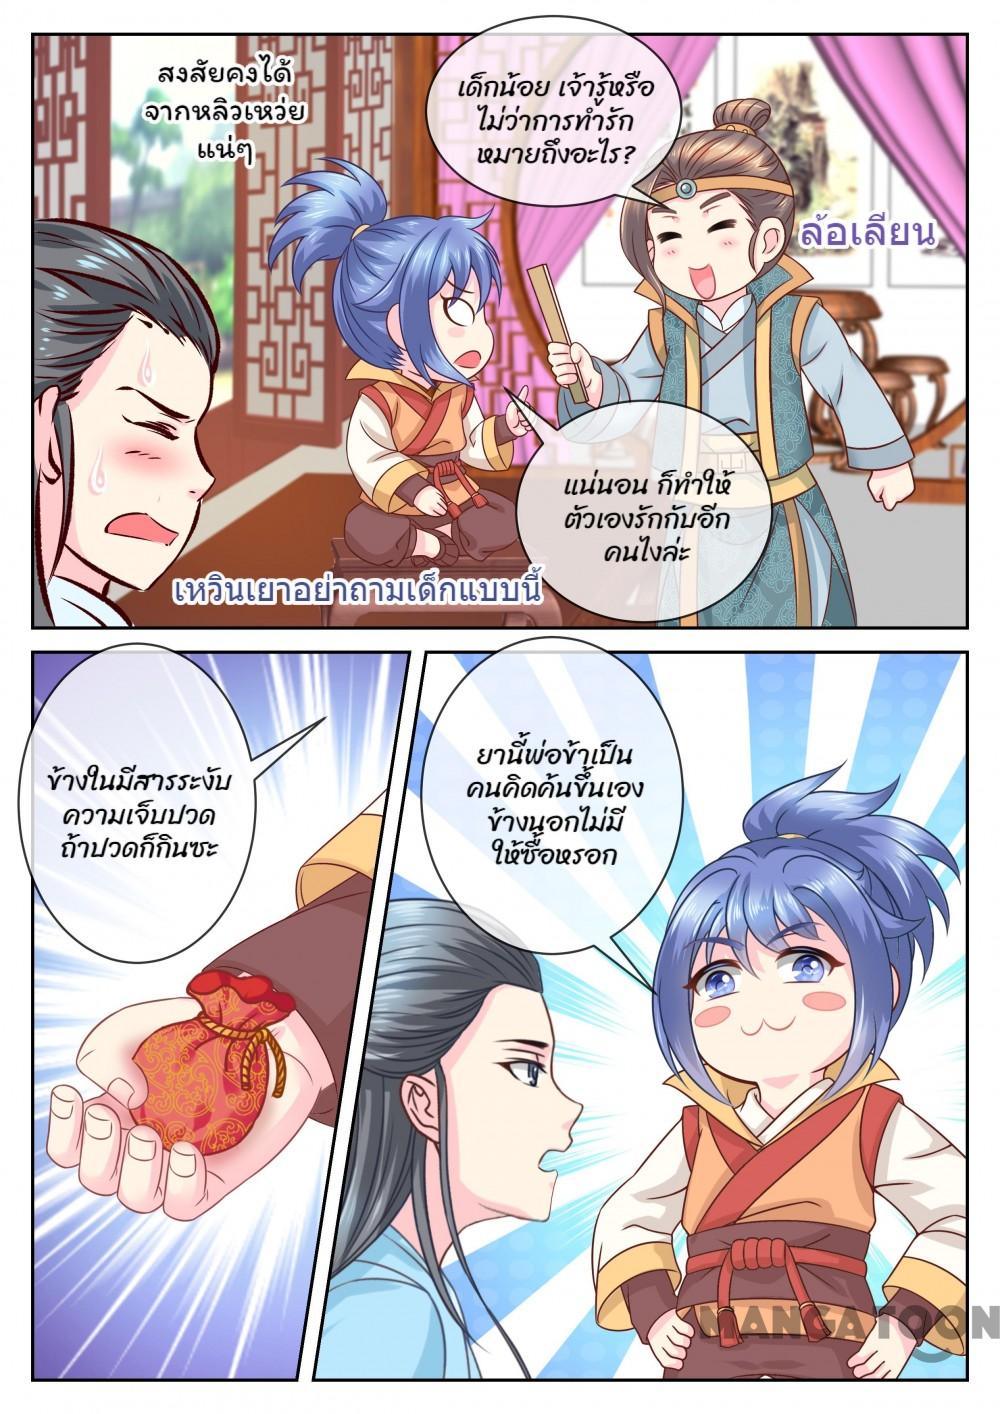 สงสัยคงได้
จากหลิวเหว่ย
แน่ๆ
เด็กน้อย เจ้ารู้หรือ
ไม่ว่าการทำรัก
หมายถึงอะไร?
ล้อเลียน
แน่นอน ก็ทำให้
ตัวเองรักกับอีก
คนไงล่ะ
เหวินเยาอย่าถามเด็กแบบนี้
ข้างในมีสารระงับ
ความเจ็บปวด
ถ้าปวดก็กินซะ
ยานี้พ่อข้าเป็น
คนคิดค้นขึ้นเอง
ข้างนอกไม่มี
ให้ซื้อหรอก
MANGATOON